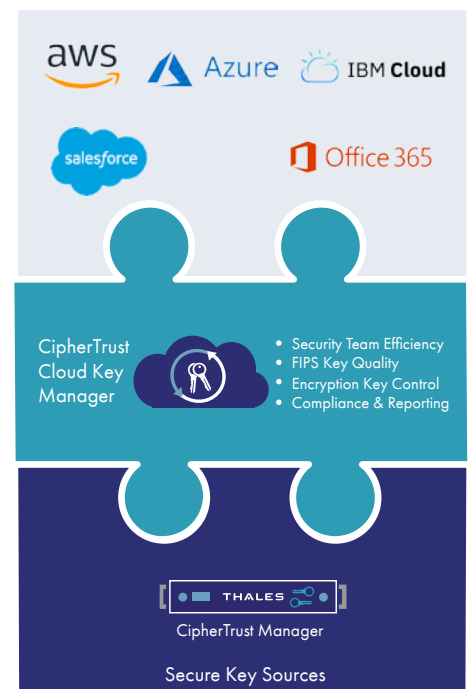 aws
Azure
IBM Cloud
salesforce
Office 365
CipherTrust
Cloud Key
Manager
• Security Team Efficiency
• FIPS Key Quality
• Encryption Key Control
• Compliance & Reporting
THALES
CipherTrust Manager
Secure Key Sources